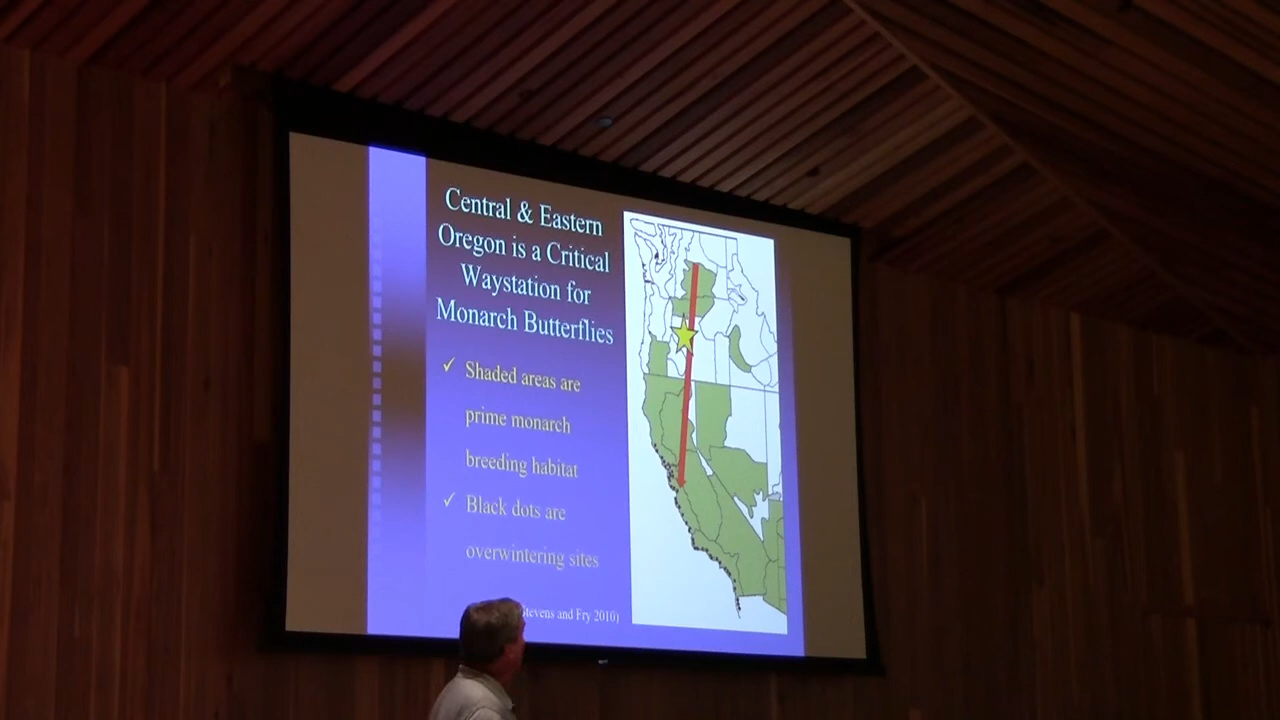 Central & Eastern
Oregon is a Critical
Waystation for
Monarch Butterflies
✓ Shaded areas are
prime monarch
breeding habitat
✓ Black dots are
overwintering sites
Stevens and Fry 2010)